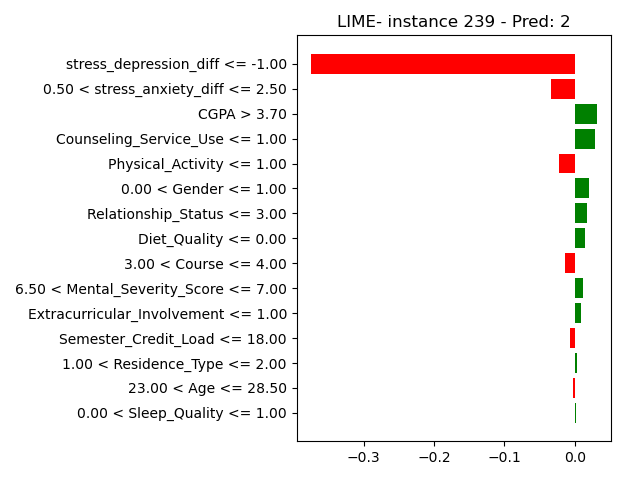 LIME- instance 239 - Pred: 2
stress_depression_diff <= -1.00
0.50 < stress_anxiety_diff <= 2.50
CGPA > 3.70
Counseling_Service_Use <= 1.00
Physical_Activity <= 1.00
0.00 < Gender <= 1.00
Relationship_Status <= 3.00
Diet_Quality <= 0.00
3.00 < Course <= 4.00
6.50 < Mental_Severity_Score <= 7.00
Extracurricular_Involvement <= 1.00
Semester_Credit_Load <= 18.00
1.00 < Residence_Type <= 2.00
23.00 < Age <= 28.50
0.00 < Sleep_Quality <= 1.00
−0.3 −0.2 −0.1 0.0